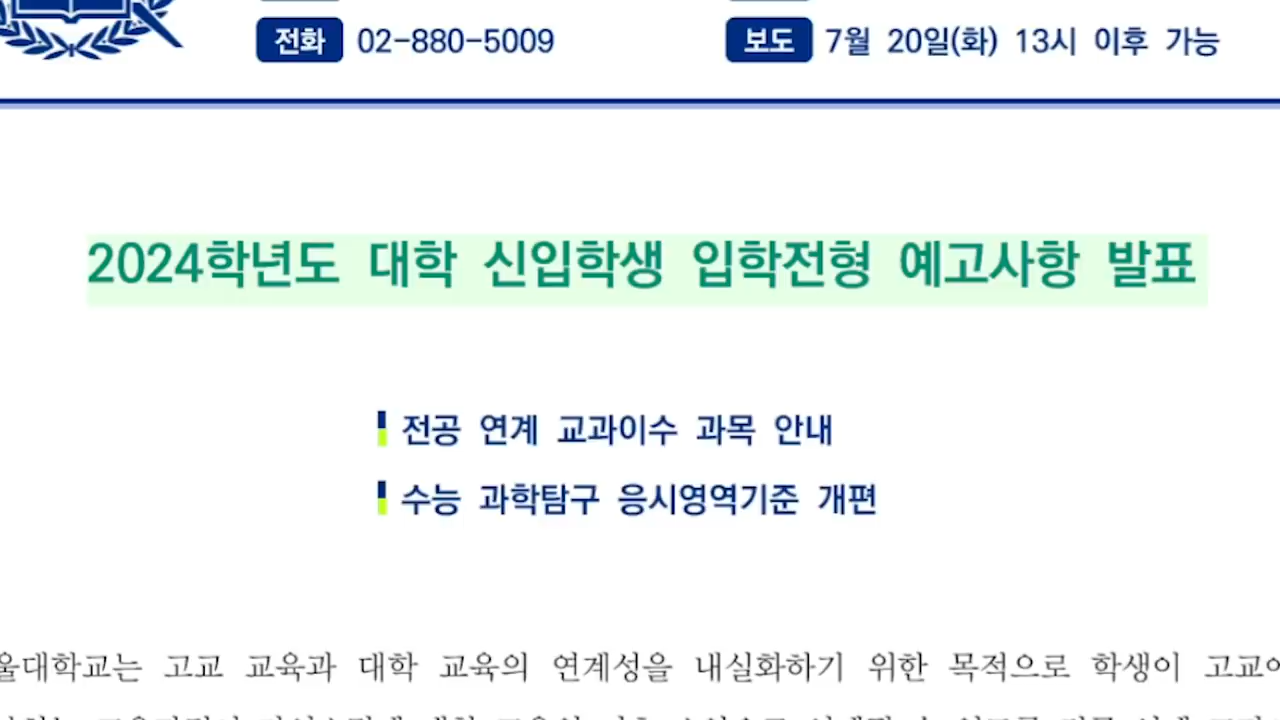 전화 02-880-5009 보도 7월 20일(화) 13시 이후 가능
2024학년도 대학 신입학생 입학전형 예고사항 발표
전공 연계 교과이수 과목 안내
수능 과학탐구 응시영역기준 개편
울대학교는 고교 교육과 대학 교육의 연계성을 내실화하기 위한 목적으로 학생이 고교에